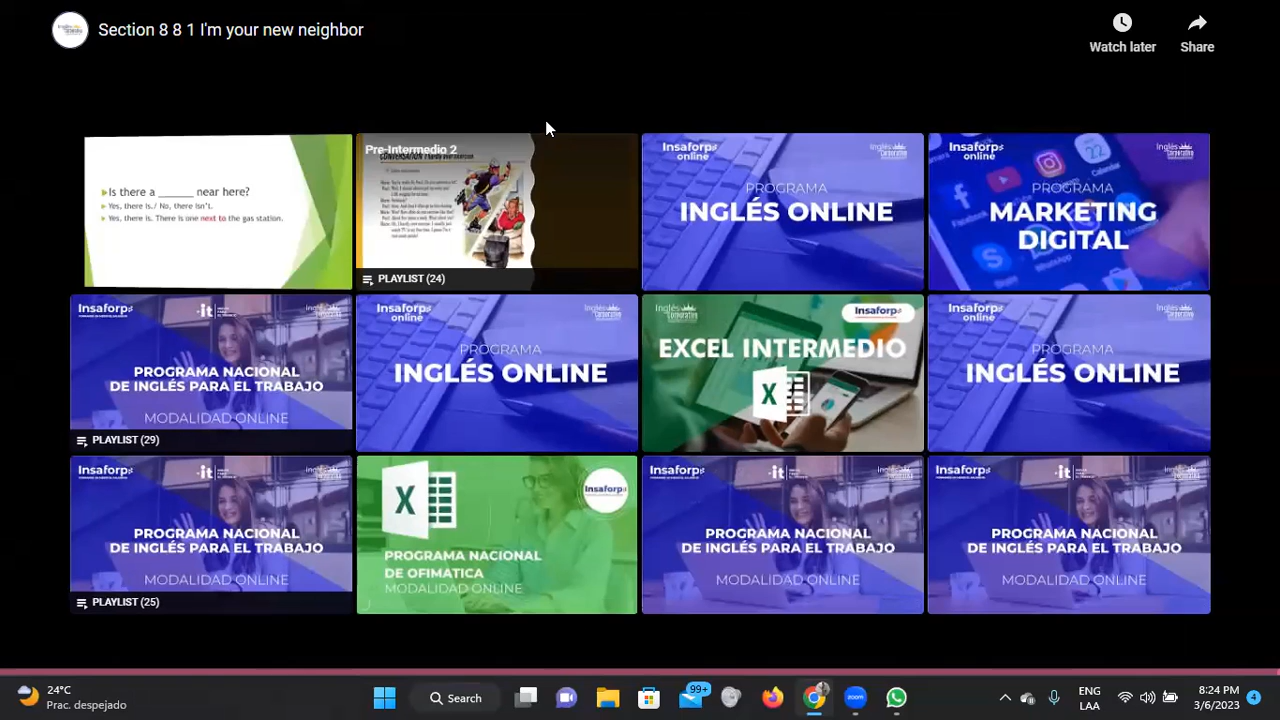 Section 8 8 1 I'm your new neighbor
Watch later
Share
Is there a ______ near here?
Yes, there is./ No, there isn't.
Yes, there is. There is one next to the gas station.
Pre-Intermedio 2
PLAYLIST (24)
Insaforp
online
PROGRAMA
INGLÉS ONLINE
Insaforp
online
PROGRAMA
MARKETING
DIGITAL
Insaforp
.it
PROGRAMA NACIONAL
DE INGLÉS PARA EL TRABAJO
MODALIDAD ONLINE
PLAYLIST (29)
Insaforp
online
PROGRAMA
INGLÉS ONLINE
Insaforp
EXCEL INTERMEDIO
X
Insaforp
online
PROGRAMA
INGLÉS ONLINE
Insaforp
.it
PROGRAMA NACIONAL
DE INGLÉS PARA EL TRABAJO
MODALIDAD ONLINE
PLAYLIST (25)
X
Insaforp
PROGRAMA NACIONAL
DE OFIMATICA
MODALIDAD ONLINE
Insaforp
.it
PROGRAMA NACIONAL
DE INGLÉS PARA EL TRABAJO
MODALIDAD ONLINE
Insaforp
.it
PROGRAMA NACIONAL
DE INGLÉS PARA EL TRABAJO
MODALIDAD ONLINE
24°C
Prac. despejado
Search
99+
zoom
ENG
LAA
8:24 PM
3/6/2023
4